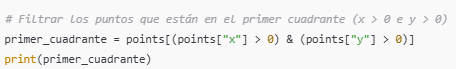 # Filtrar los puntos que están en el primer cuadrante (x > 0 e y > 0)
primer_cuadrante = points[(points["x"] > 0) & (points["y"] > 0)]
print(primer_cuadrante)